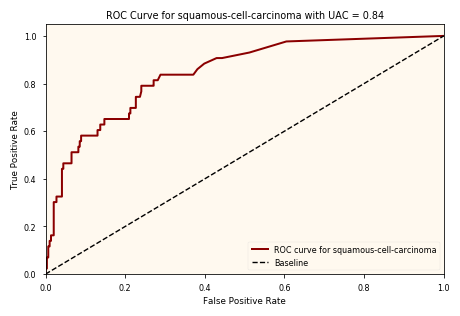 ROC Curve for squamous-cell-carcinoma with UAC = 0.84
1.0
0.8
0.6
0.4
0.2
0.0
True Positive Rate
0.0 0.2 0.4 0.6 0.8 1.0
False Positive Rate
ROC curve for squamous-cell-carcinoma
Baseline